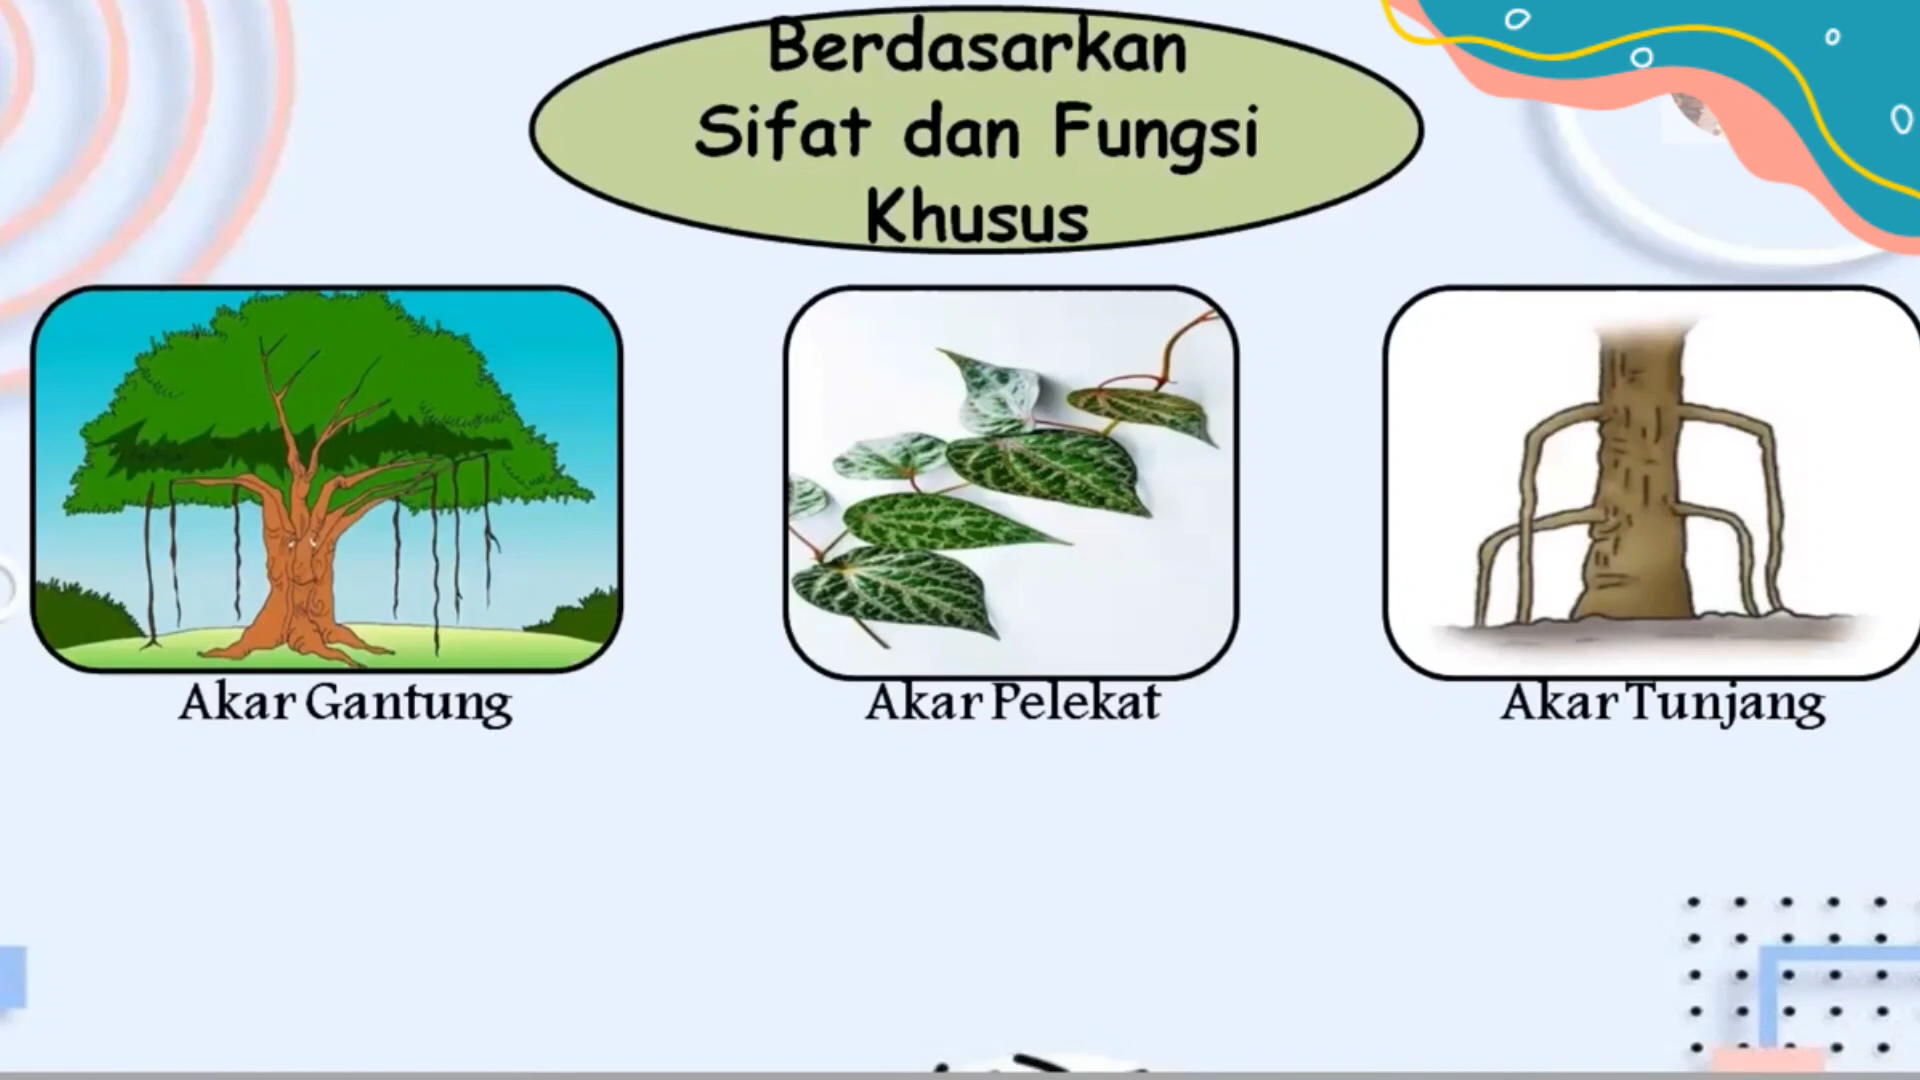 Berdasarkan
Sifat dan Fungsi
Khusus
Akar Gantung
Akar Pelekat
Akar Tunjang